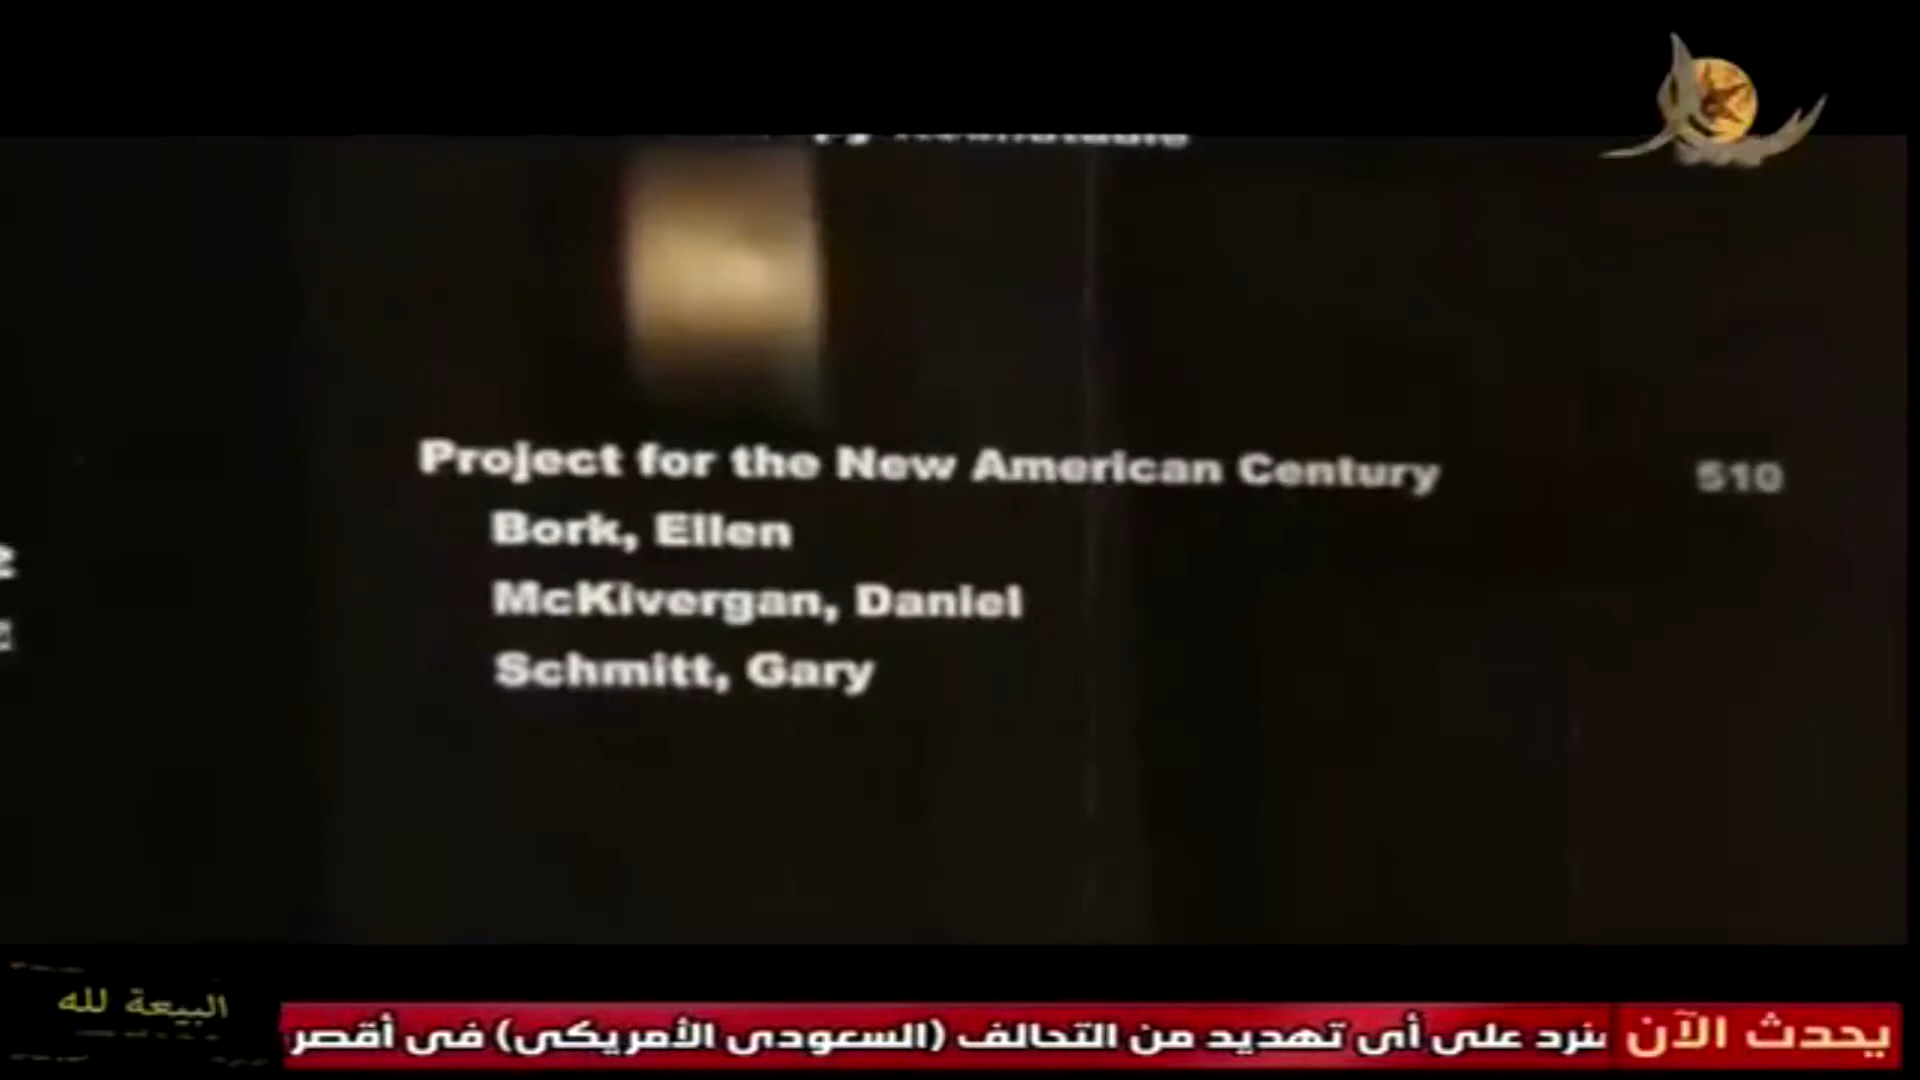 Project for the New American Century 510
Bork, Ellen
McKivergan, Daniel
Schmitt, Gary
البيعة لله
يحدث الآن
سنرد على أى تهديد من التحالف (السعودى الأمريكى) فى أقصر